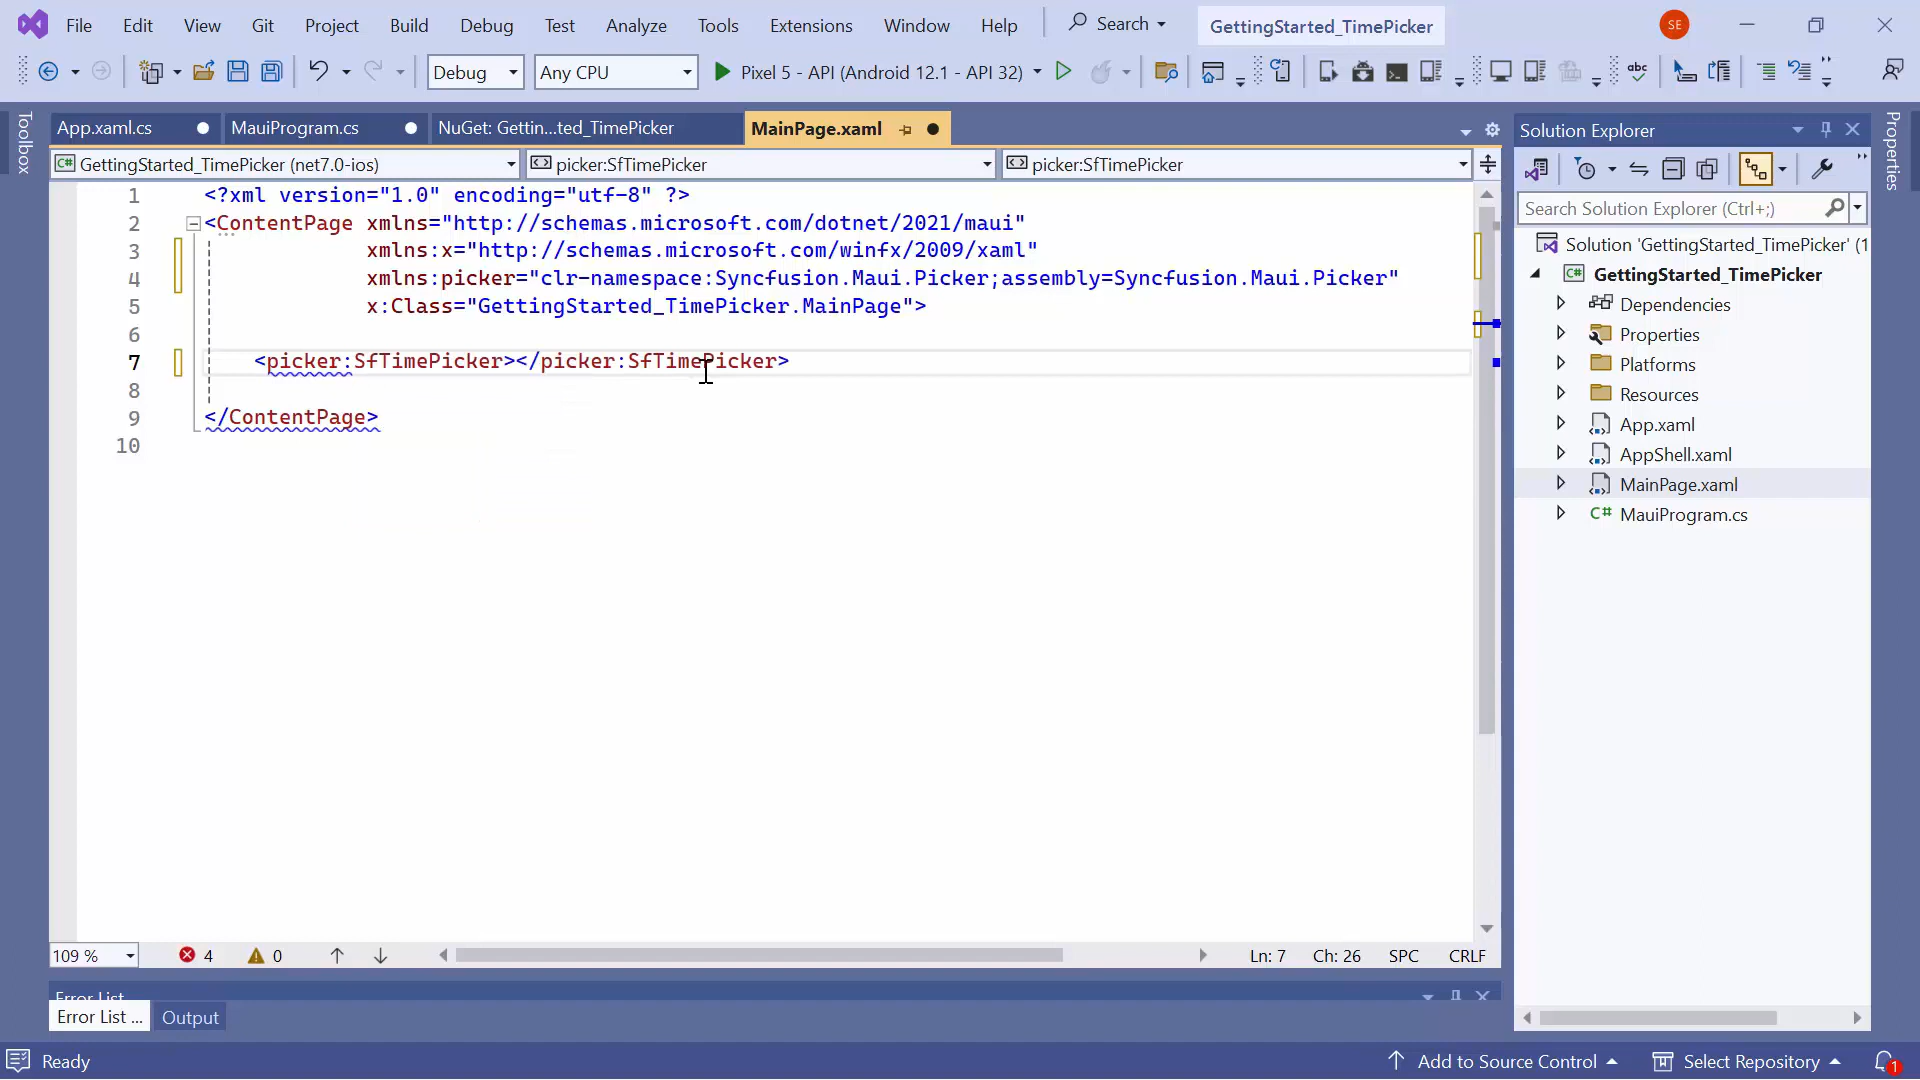 File Edit View Git Project Build Debug Test Analyze Tools Extensions Window Help Search GettingStarted_TimePicker SE
Debug Any CPU Pixel 5 - API (Android 12.1 - API 32) abc
Toolbox
App.xaml.cs MauiProgram.cs NuGet: Gettin...ted_TimePicker MainPage.xaml
GettingStarted_TimePicker (net7.0-ios) picker:SfTimePicker picker:SfTimePicker
1 <?xml version="1.0" encoding="utf-8" ?>
2 <ContentPage xmlns="http://schemas.microsoft.com/dotnet/2021/maui"
3 xmlns:x="http://schemas.microsoft.com/winfx/2009/xaml"
4 xmlns:picker="clr-namespace:Syncfusion.Maui.Picker;assembly=Syncfusion.Maui.Picker"
5 x:Class="GettingStarted_TimePicker.MainPage">
6
7 <picker:SfTimePicker></picker:SfTimePicker>
8
9 </ContentPage>
10
109 % 4 0 Ln: 7 Ch: 26 SPC CRLF
Error List
Error List ... Output
Solution Explorer
Search Solution Explorer (Ctrl+;)
Solution 'GettingStarted_TimePicker' (1
C# GettingStarted_TimePicker
Dependencies
Properties
Platforms
Resources
App.xaml
AppShell.xaml
MainPage.xaml
C# MauiProgram.cs
Properties
Ready Add to Source Control Select Repository 1